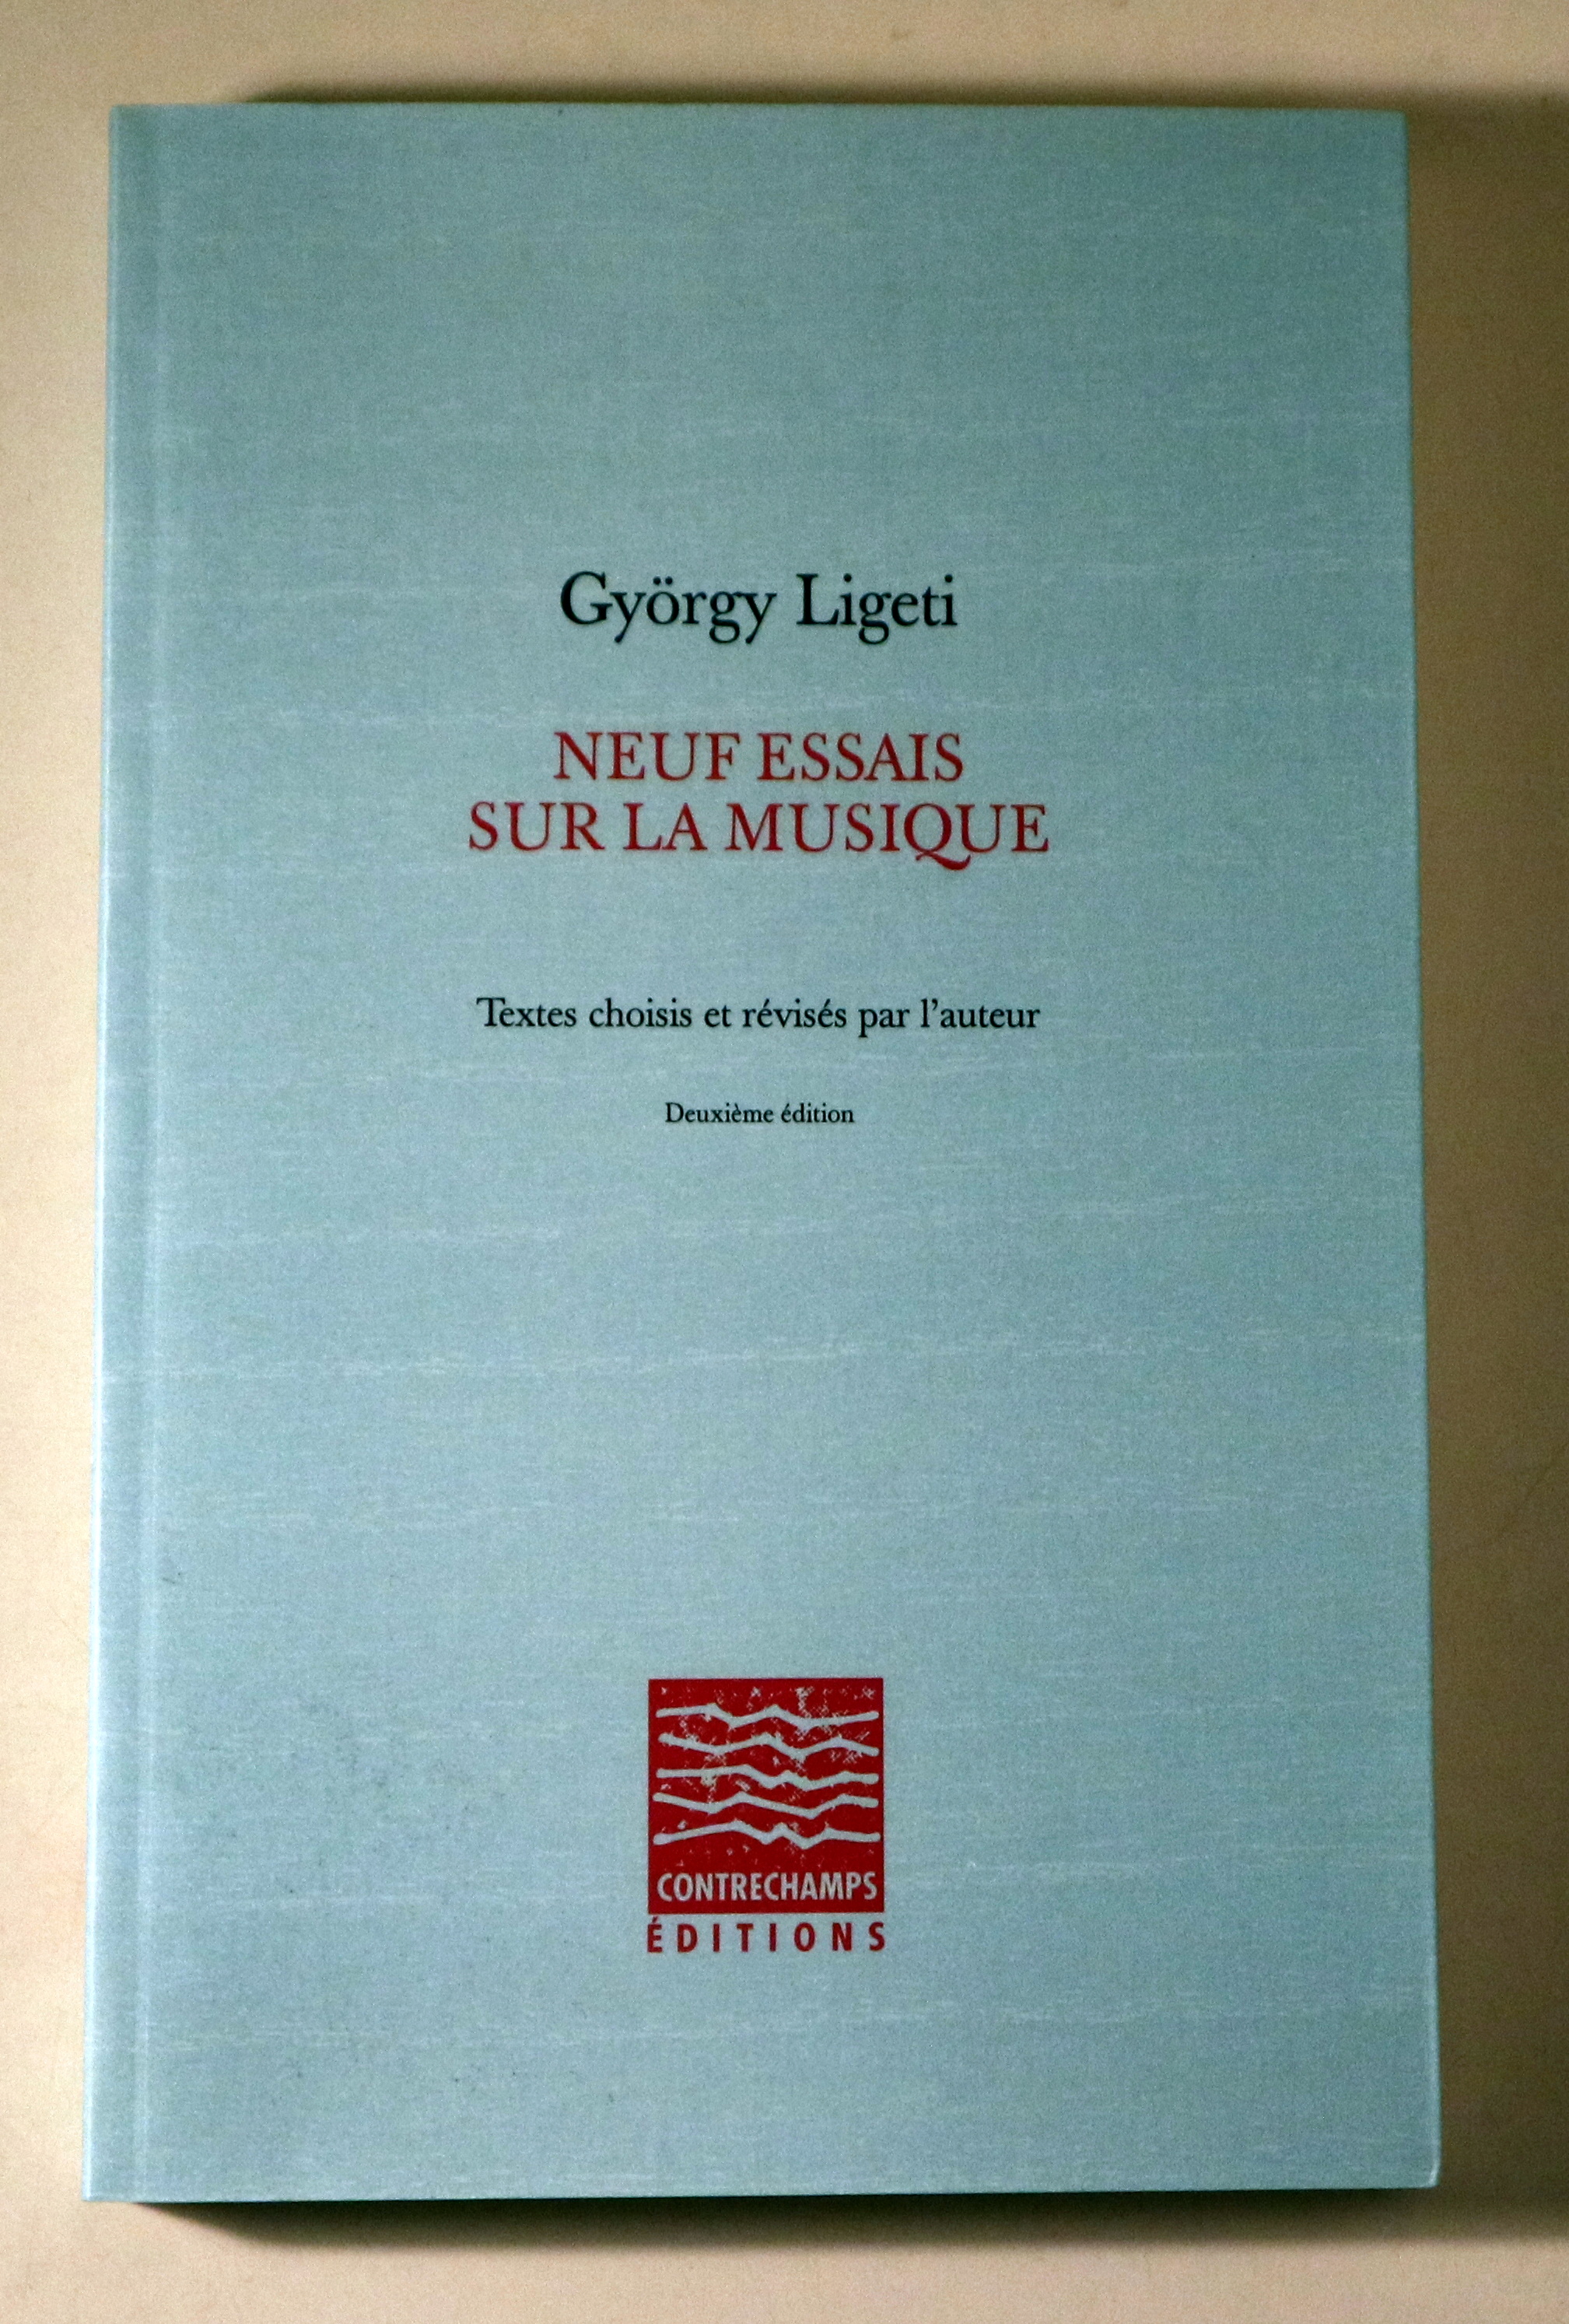 György Ligeti
NEUF ESSAIS
SUR LA MUSIQUE
Textes choisis et révisés par l'auteur
Deuxième édition
CONTRECHAMPS
ÉDITIONS